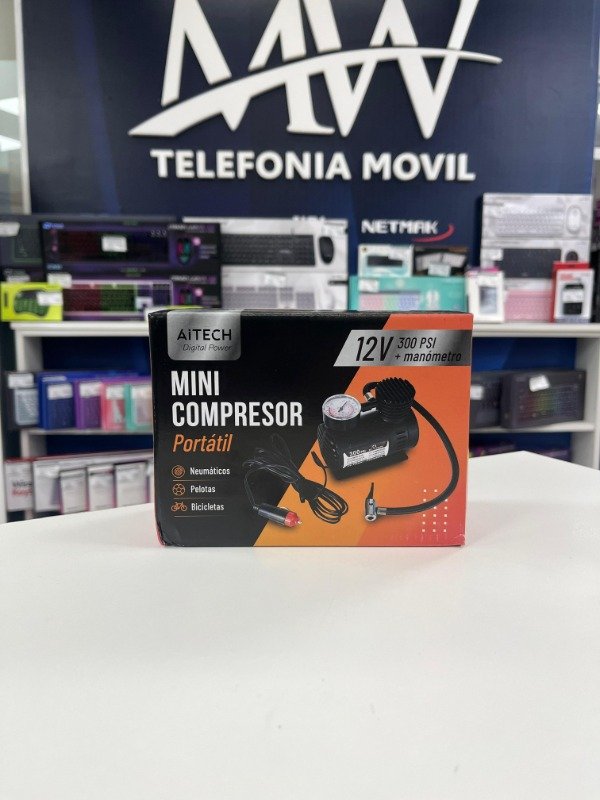 MW
TELEFONIA MOVIL
NETMAK
AiTECH
Digital Power
12V 300 PSI
+ manómetro
MINI
COMPRESOR
Portátil
Neumáticos
Pelotas
Bicicletas